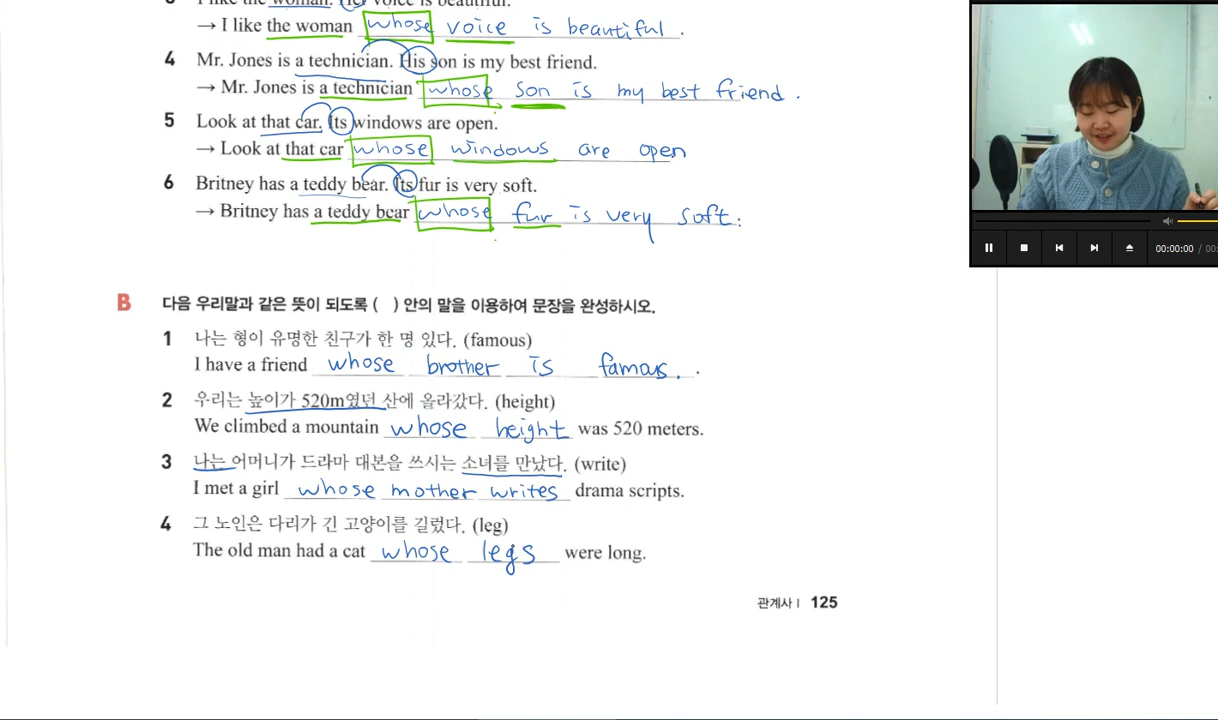 I like the woman. Her voice is beautiful.
→ I like the woman whose voice is beautiful.
4 Mr. Jones is a technician. His son is my best friend.
→ Mr. Jones is a technician whose son is my best friend.
5 Look at that car. Its windows are open.
→ Look at that car whose windows are open
6 Britney has a teddy bear. Its fur is very soft.
→ Britney has a teddy bear whose fur is very soft.
B 다음 우리말과 같은 뜻이 되도록 ( ) 안의 말을 이용하여 문장을 완성하시오.
1 나는 형이 유명한 친구가 한 명 있다. (famous)
I have a friend whose brother is famous. .
2 우리는 높이가 520m였던 산에 올라갔다. (height)
We climbed a mountain whose height was 520 meters.
3 나는 어머니가 드라마 대본을 쓰시는 소녀를 만났다. (write)
I met a girl whose mother writes drama scripts.
4 그 노인은 다리가 긴 고양이를 길렀다. (leg)
The old man had a cat whose legs were long.
관계사 I 125
00:00:00 / 00: